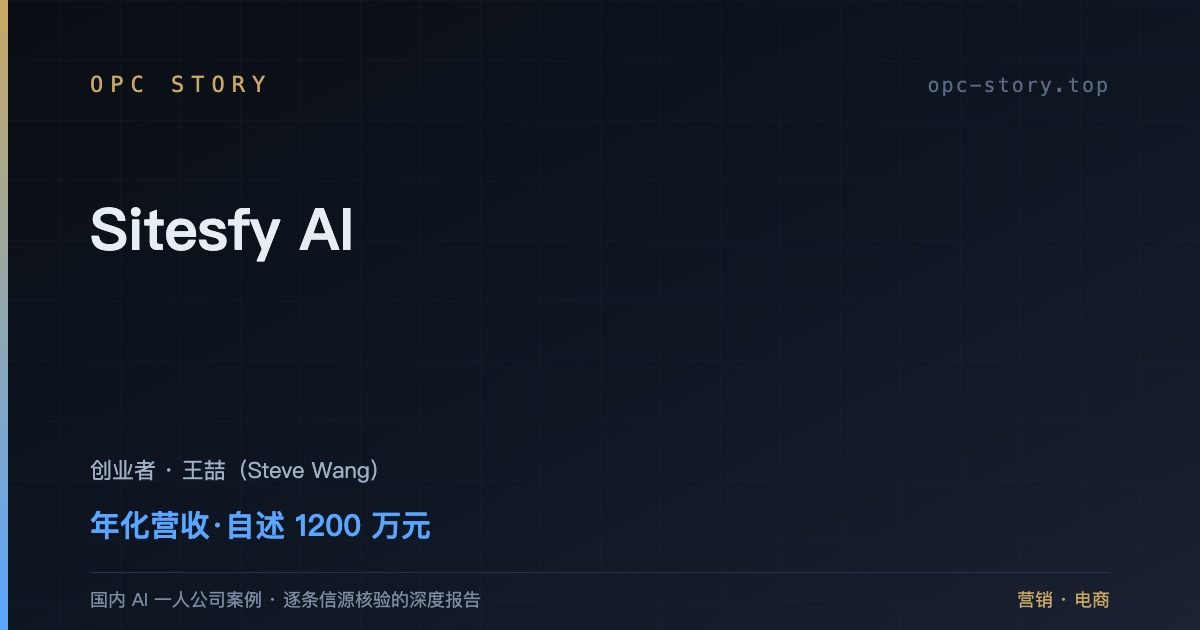 OPC STORY
opc-story.top
Sitesfy AI
创业者 · 王喆（Steve Wang）
年化营收·自述 1200 万元
国内 AI 一人公司案例 · 逐条信源核验的深度报告
营销 · 电商